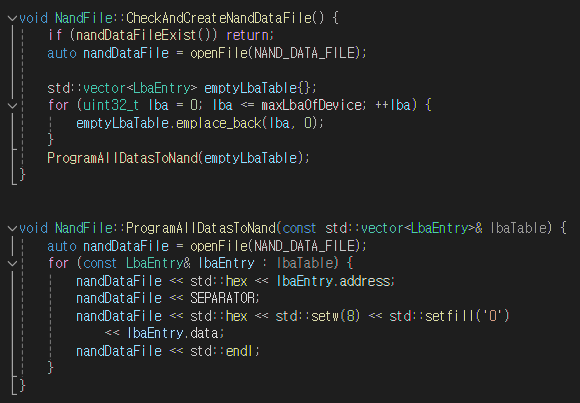 void NandFile::CheckAndCreateNandDataFile() {
    if (nandDataFileExist()) return;
    auto nandDataFile = openFile(NAND_DATA_FILE);
    std::vector<LbaEntry> emptyLbaTable{};
    for (uint32_t lba = 0; lba <= maxLbaOfDevice; ++lba) {
        emptyLbaTable.emplace_back(lba, 0);
    }
    ProgramAllDatasToNand(emptyLbaTable);
}
void NandFile::ProgramAllDatasToNand(const std::vector<LbaEntry>& lbaTable) {
    auto nandDataFile = openFile(NAND_DATA_FILE);
    for (const LbaEntry& lbaEntry : lbaTable) {
        nandDataFile << std::hex << lbaEntry.address;
        nandDataFile << SEPARATOR;
        nandDataFile << std::hex << std::setw(8) << std::setfill('0')
            << lbaEntry.data;
        nandDataFile << std::endl;
    }
}